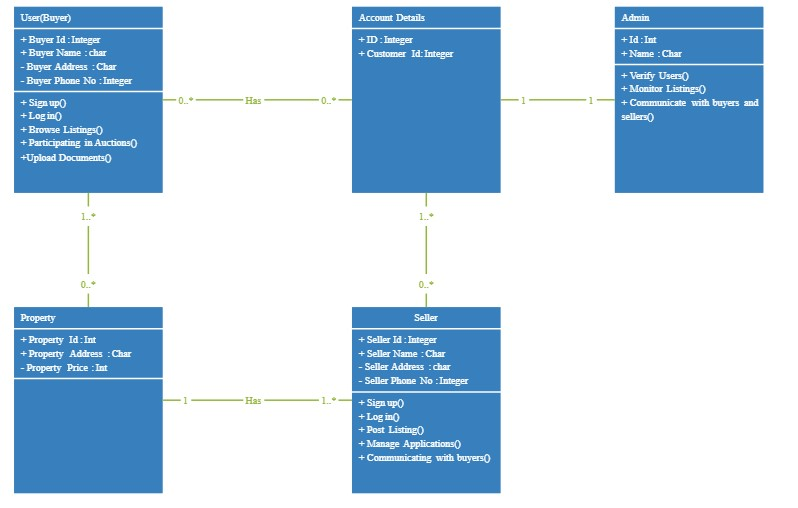 User(Buyer)
+ Buyer Id : Integer
+ Buyer Name : char
- Buyer Address : Char
- Buyer Phone No : Integer
+ Sign up()
+ Log in()
+ Browse Listings()
+ Participating in Auctions()
+Upload Documents()
0..*
Has
0..*
Account Details
+ ID : Integer
+ Customer Id: Integer
1
1
Admin
+ Id : Int
+ Name : Char
+ Verify Users()
+ Monitor Listings()
+ Communicate with buyers and
sellers()
1..*
0..*
1..*
0..*
Property
+ Property Id : Int
+ Property Address : Char
- Property Price : Int
1
Has
1..*
Seller
+ Seller Id : Integer
+ Seller Name : Char
- Seller Address : char
- Seller Phone No : Integer
+ Sign up()
+ Log in()
+ Post Listing()
+ Manage Applications()
+ Communicating with buyers()